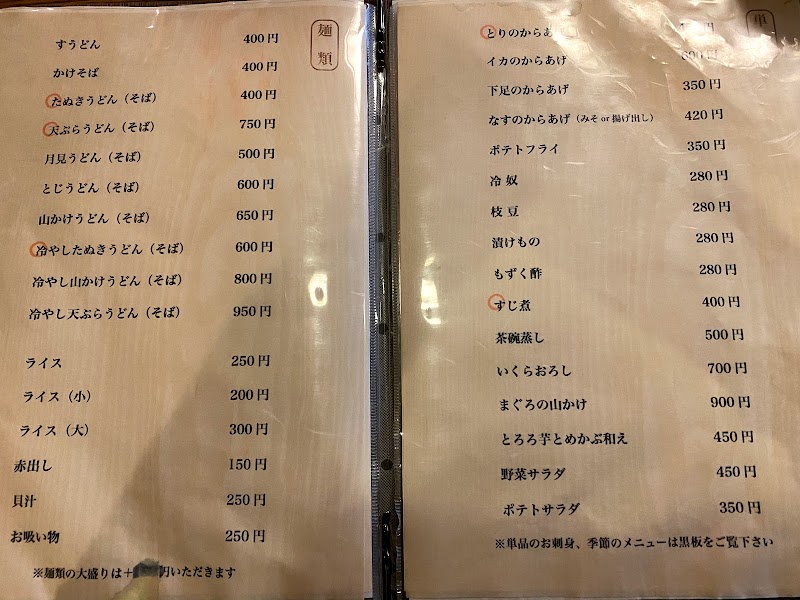 麺類
すうどん 400円
かけそば 400円
たぬきうどん（そば） 400円
天ぷらうどん（そば） 750円
月見うどん（そば） 500円
とじうどん（そば） 600円
山かけうどん（そば） 650円
冷やしたぬきうどん（そば） 600円
冷やし山かけうどん（そば） 800円
冷やし天ぷらうどん（そば） 950円
ライス 250円
ライス（小） 200円
ライス（大） 300円
赤出し 150円
貝汁 250円
お吸い物 250円
※麺類の大盛りは＋ 円いただきます
単
とりのからあ 円
イカのからあげ 円
下足のからあげ 350円
なすのからあげ（みそ or 揚げ出し） 420円
ポテトフライ 350円
冷奴 280円
枝豆 280円
漬けもの 280円
もずく酢 280円
すじ煮 400円
茶碗蒸し 500円
いくらおろし 700円
まぐろの山かけ 900円
とろろ芋とめかぶ和え 450円
野菜サラダ 450円
ポテトサラダ 350円
※単品のお刺身、季節のメニューは黒板をご覧下さい